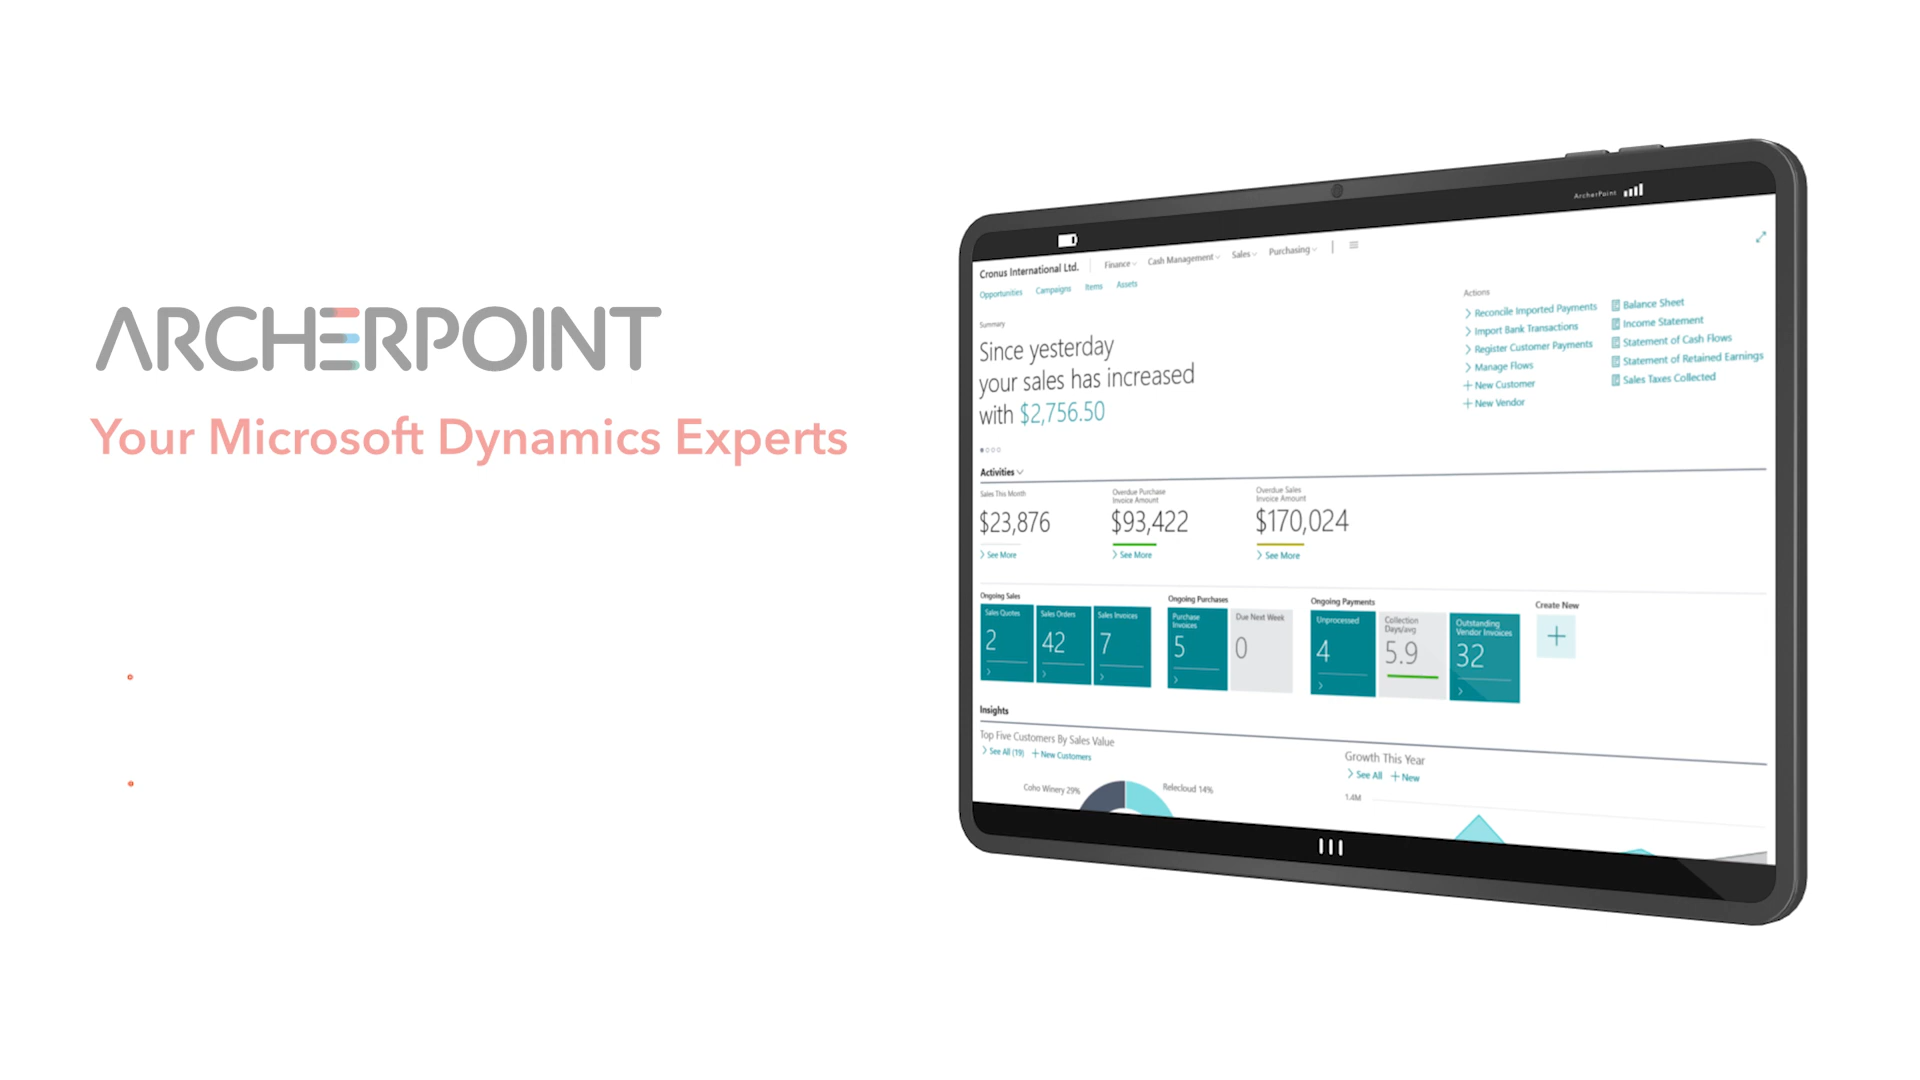 ARCHERPOINT
Your Microsoft Dynamics Experts
ArcherPoint
Cronus International Ltd.
Finance
Cash Management
Sales
Purchasing
Opportunities
Campaigns
Items
Assets
Summary
Since yesterday
your sales has increased
with $2,756.50
Actions
Reconcile Imported Payments
Import Bank Transactions
Register Customer Payments
Manage Flows
+ New Customer
+ New Vendor
Balance Sheet
Income Statement
Statement of Cash Flows
Statement of Retained Earnings
Sales Taxes Collected
Activities
Sales This Month
$23,876
> See More
Overdue Purchase
Invoice Amount
$93,422
> See More
Overdue Sales
Invoice Amount
$170,024
> See More
Ongoing Sales
Sales Quotes
2
Sales Orders
42
Sales Invoices
7
Ongoing Purchases
Purchase
Invoices
5
Due Next Week
0
Ongoing Payments
Unprocessed
4
Collection
Days/avg
5.9
Outstanding
Vendor Invoices
32
Create New
+
Insights
Top Five Customers By Sales Value
> See All (19) + New Customers
Coho Winery 29%
Relecloud 14%
Growth This Year
> See All + New
1.4M